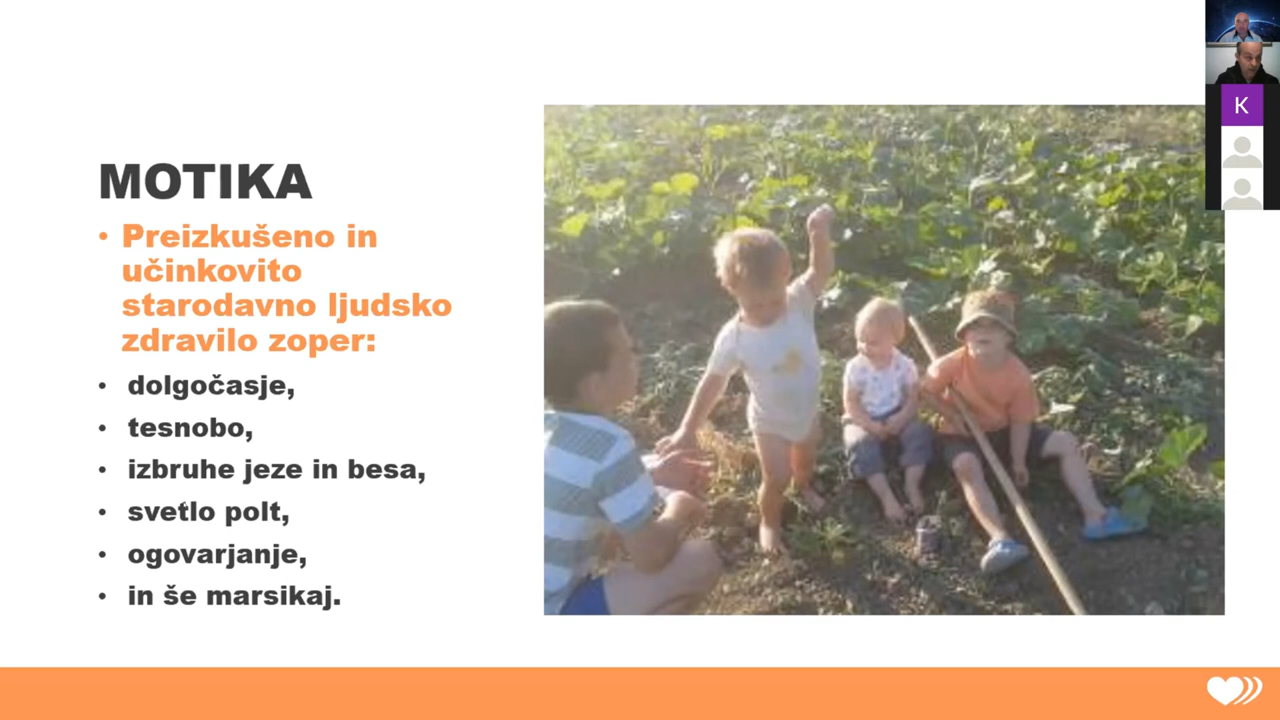 MOTIKA
• Preizkušeno in
učinkovito
starodavno ljudsko
zdravilo zoper:
• dolgočasje,
• tesnobo,
• izbruhe jeze in besa,
• svetlo polt,
• ogovarjanje,
• in še marsikaj.
K